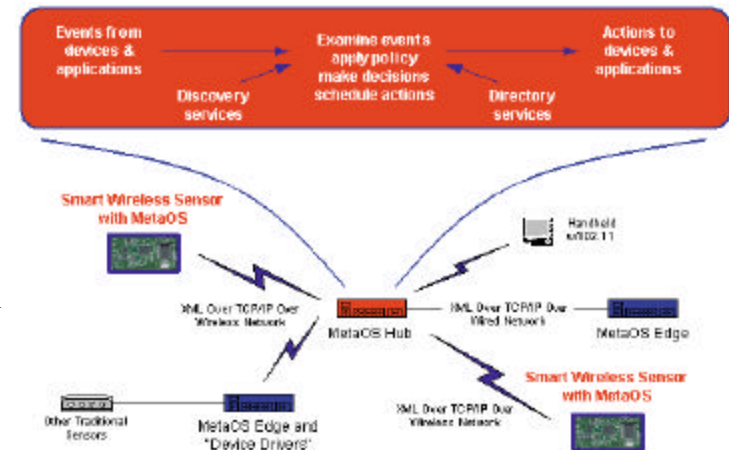 Events from
devices &
applications
Examine events
apply policy
make decisions
schedule actions
Actions to
devices &
applications
Discovery
services
Directory
services
Smart Wireless Sensor
with MetaOS
Handheld
w/802.11
XML Over TCP/IP Over
Wireless Network
MetaOS Hub
XML Over TCP/IP Over
Wired Network
MetaOS Edge
Smart Wireless Sensor
with MetaOS
Other Traditional
Sensors
MetaOS Edge and
"Device Drivers"
XML Over TCP/IP Over
Wireless Network